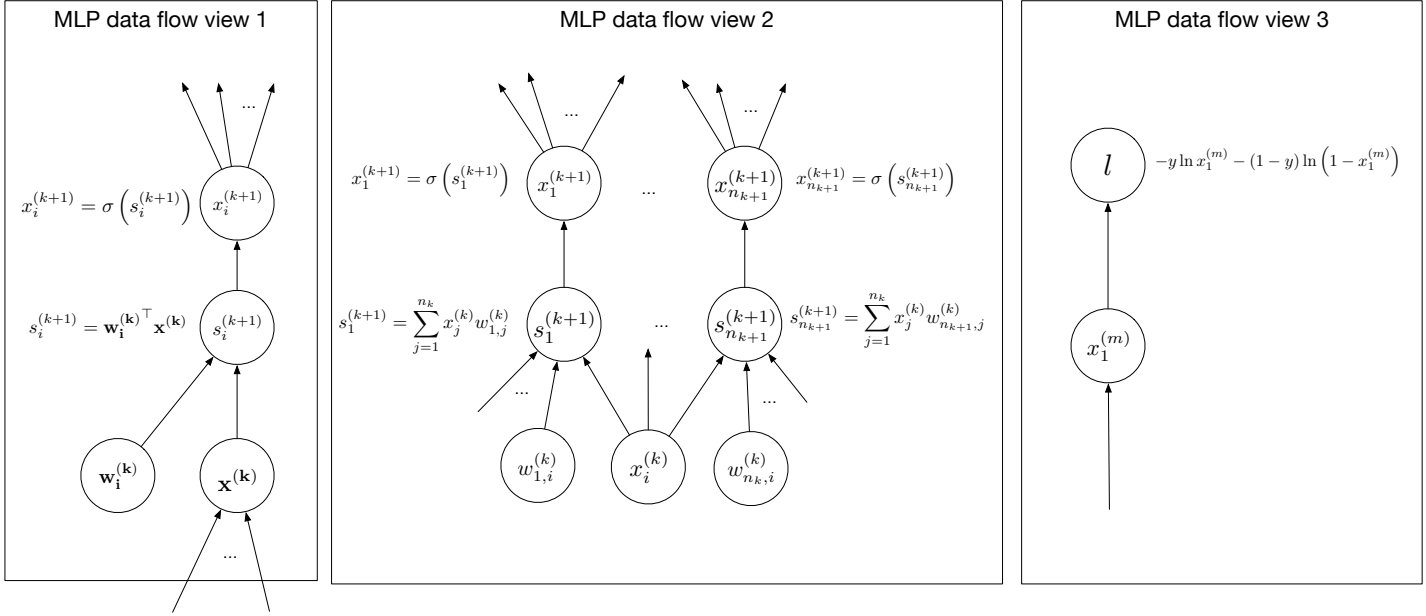 MLP data flow view 1
...
x_i^{(k+1)} = σ(s_i^{(k+1)})
x_i^{(k+1)}
s_i^{(k+1)} = w_i^{(k)⊤} x^{(k)}
s_i^{(k+1)}
w_i^{(k)}
x^{(k)}
...
MLP data flow view 2
...
...
x_1^{(k+1)} = σ(s_1^{(k+1)})
x_1^{(k+1)}
...
x_{n_{k+1}}^{(k+1)}
x_{n_{k+1}}^{(k+1)} = σ(s_{n_{k+1}}^{(k+1)})
s_1^{(k+1)} = ∑_{j=1}^{n_k} x_j^{(k)} w_{1,j}^{(k)}
s_1^{(k+1)}
...
s_{n_{k+1}}^{(k+1)}
s_{n_{k+1}}^{(k+1)} = ∑_{j=1}^{n_k} x_j^{(k)} w_{n_{k+1},j}^{(k)}
...
...
w_{1,i}^{(k)}
x_i^{(k)}
w_{n_k,i}^{(k)}
MLP data flow view 3
l
−y ln x_1^{(m)} − (1 − y) ln (1 − x_1^{(m)})
x_1^{(m)}